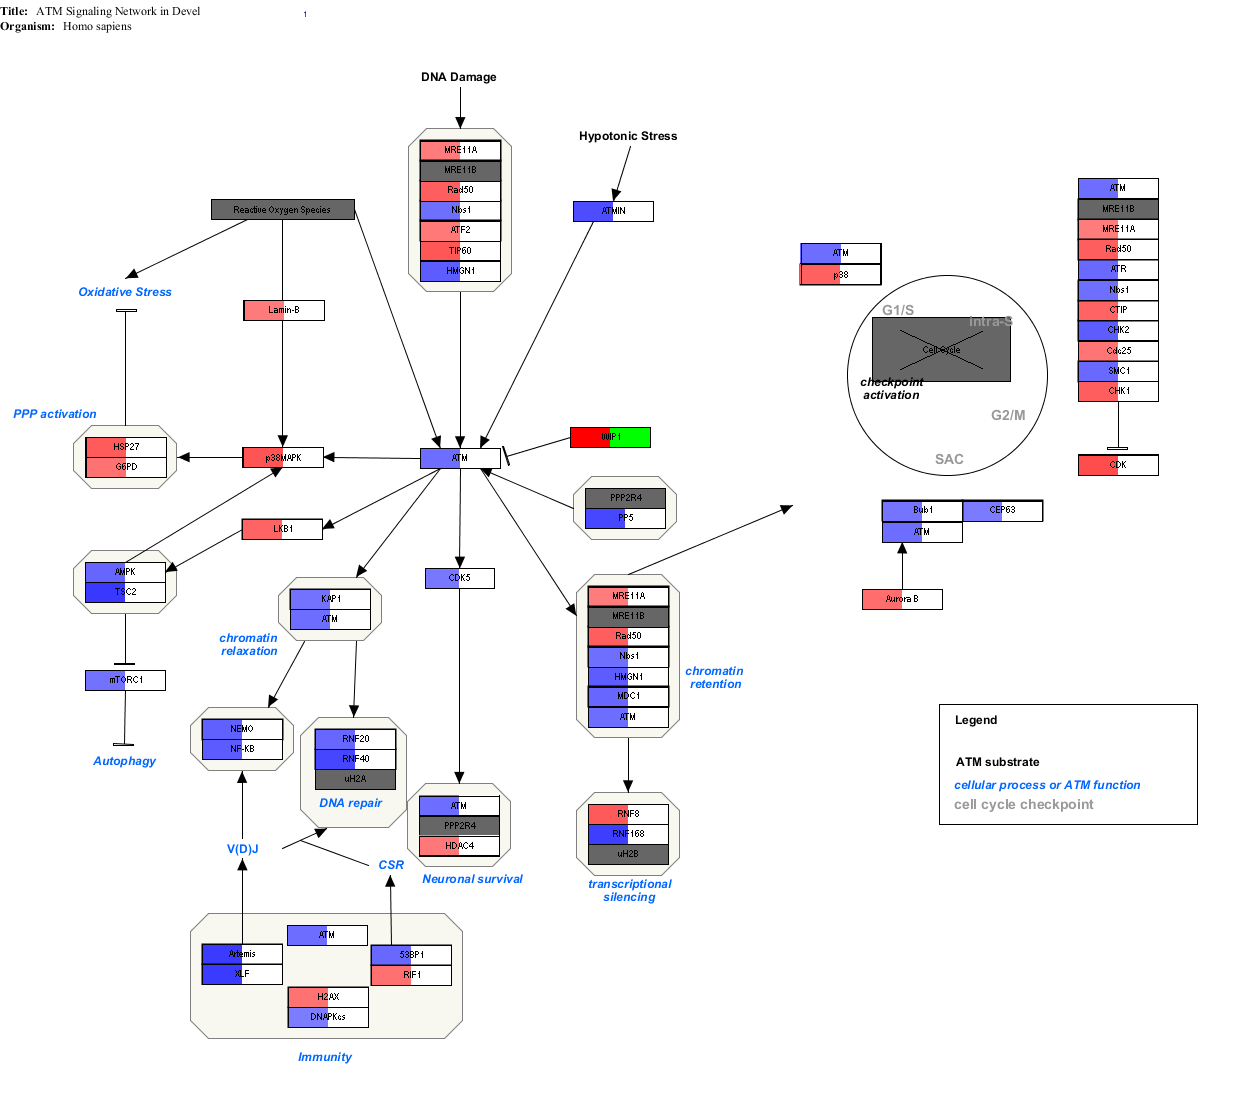 Title: ATM Signaling Network in Devel
1
Organism: Homo sapiens
DNA Damage
Hypotonic Stress
MRE11A
MRE11B
Rad50
Nbs1
ATF2
TIP60
HMGN1
Reactive Oxygen Species
ATMIN
Oxidative Stress
Lamin-B
PPP activation
HSP27
G6PD
p38MAPK
ATM
WIP1
PPP2R4
PP5
LKB1
AMPK
TSC2
CDK5
KAP1
ATM
chromatin
relaxation
mTORC1
Autophagy
NEMO
NF-KB
RNF20
RNF40
uH2A
DNA repair
MRE11A
MRE11B
Rad50
Nbs1
HMGN1
MDC1
ATM
chromatin
retention
ATM
PPP2R4
HDAC4
Neuronal survival
RNF8
RNF168
uH2B
transcriptional
silencing
V(D)J
CSR
ATM
Artemis
XLF
53BP1
RIF1
H2AX
DNAPKcs
Immunity
ATM
p38
G1/S
Intra-S
Cell Cycle
checkpoint
activation
G2/M
SAC
ATM
MRE11B
MRE11A
Rad50
ATR
Nbs1
CTIP
CHK2
Cdc25
SMC1
CHK1
CDK
Bub1
CEP63
ATM
Aurora B
Legend
ATM substrate
cellular process or ATM function
cell cycle checkpoint